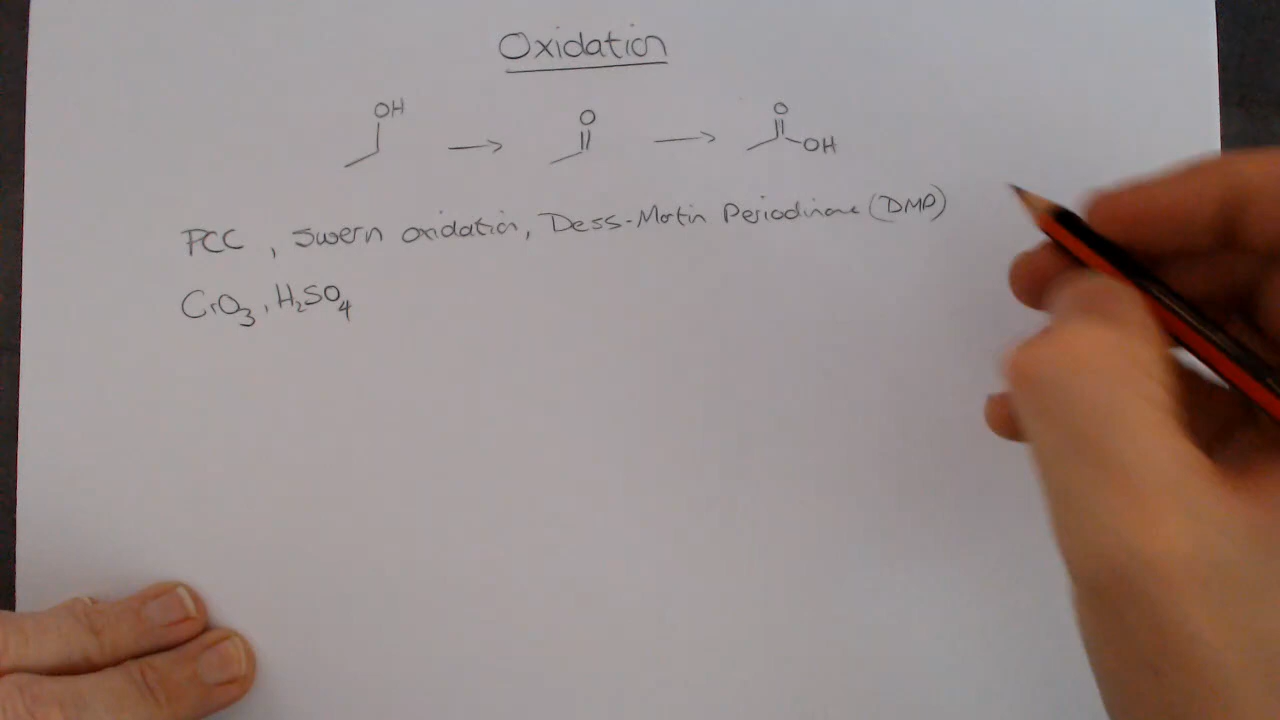 Oxidation
OH → O → O OH
PCC, Swern oxidation, Dess-Martin Periodinane (DMP)
CrO₃, H₂SO₄